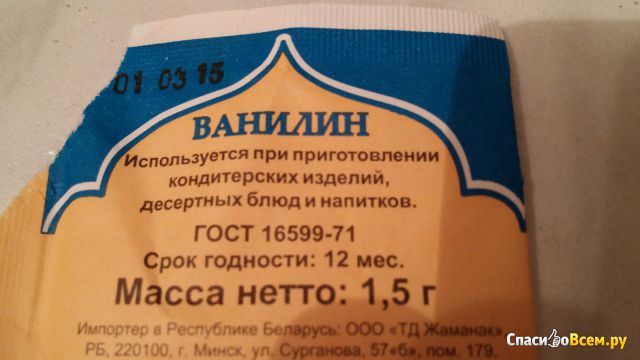 01 03 15
ВАНИЛИН
Используется при приготовлении
кондитерских изделий,
десертных блюд и напитков.
ГОСТ 16599-71
Срок годности: 12 мес.
Масса нетто: 1,5 г
Импортер в Республике Беларусь: ООО «ТД Жаманак»
РБ, 220100, г. Минск, ул. Сурганова, 57«б», пом. 179.
СпасибоВсем.ру